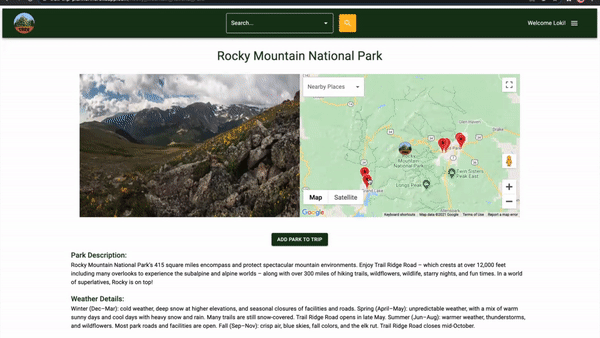 Search...
Welcome Loki!
Rocky Mountain National Park
Nearby Places
Rocky
Mountain
National
Park
Longs Peak
Twin Sisters
Peak East
Map Satellite
Google
Keyboard shortcuts Map data ©2021 Google Terms of Use Report a map error
ADD PARK TO TRIP
Park Description:
Rocky Mountain National Park's 415 square miles encompass and protect spectacular mountain environments. Enjoy Trail Ridge Road – which crests at over 12,000 feet
including many overlooks to experience the subalpine and alpine worlds – along with over 300 miles of hiking trails, wildflowers, wildlife, starry nights, and fun times. In a world
of superlatives, Rocky is on top!
Weather Details:
Winter (Dec–Mar): cold weather, deep snow at higher elevations, and seasonal closures of facilities and roads. Spring (April–May): unpredictable weather, with a mix of warm
sunny days and cool days with heavy snow and rain. Many trails are still snow-covered. Trail Ridge Road opens in late May. Summer (Jun–Aug): warmer weather, thunderstorms,
and wildflowers. Most park roads and facilities are open. Fall (Sep–Nov): crisp air, blue skies, fall colors, and the elk rut. Trail Ridge Road closes mid-October.